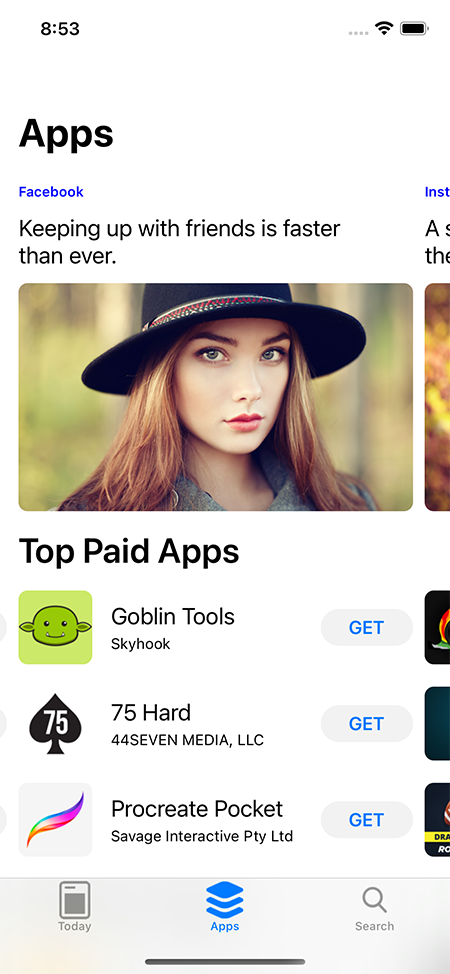 8:53
Apps
Facebook
Keeping up with friends is faster
than ever.
Inst
A s
the
Top Paid Apps
Goblin Tools
Skyhook
GET
75
75 Hard
44SEVEN MEDIA, LLC
GET
Procreate Pocket
Savage Interactive Pty Ltd
GET
DRA
RO
Today
Apps
Search